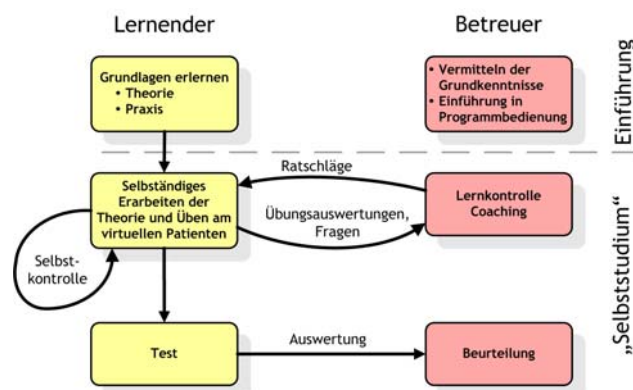 Lernender
Betreuer
Grundlagen erlernen
• Theorie
• Praxis
• Vermitteln der
Grundkenntnisse
• Einführung in
Programmbedienung
Einführung
Ratschläge
Selbständiges
Erarbeiten der
Theorie und Üben am
virtuellen Patienten
Lernkontrolle
Coaching
Übungsauswertungen,
Fragen
Selbst-
kontrolle
„Selbststudium“
Test
Auswertung
Beurteilung